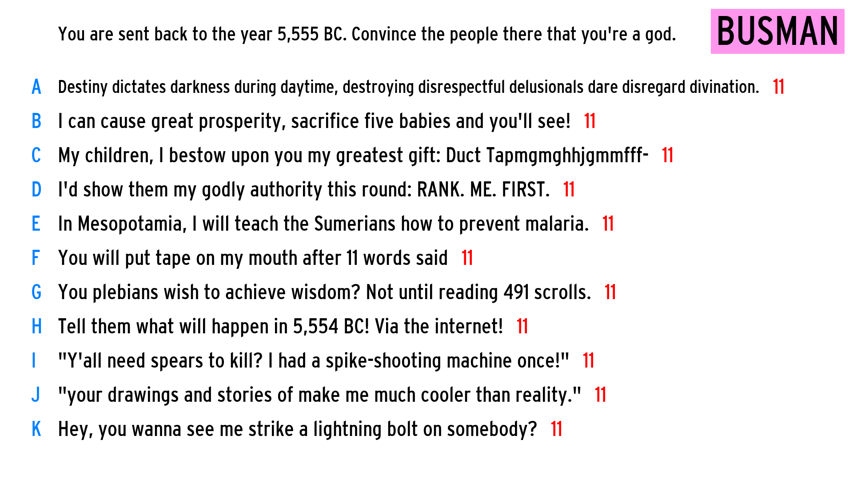 You are sent back to the year 5,555 BC. Convince the people there that you're a god.
BUSMAN
A Destiny dictates darkness during daytime, destroying disrespectful delusionals dare disregard divination. 11
B I can cause great prosperity, sacrifice five babies and you'll see! 11
C My children, I bestow upon you my greatest gift: Duct Tapmgmghhjgmmfff- 11
D I'd show them my godly authority this round: RANK. ME. FIRST. 11
E In Mesopotamia, I will teach the Sumerians how to prevent malaria. 11
F You will put tape on my mouth after 11 words said 11
G You plebians wish to achieve wisdom? Not until reading 491 scrolls. 11
H Tell them what will happen in 5,554 BC! Via the internet! 11
I "Y'all need spears to kill? I had a spike-shooting machine once!" 11
J "your drawings and stories of make me much cooler than reality." 11
K Hey, you wanna see me strike a lightning bolt on somebody? 11